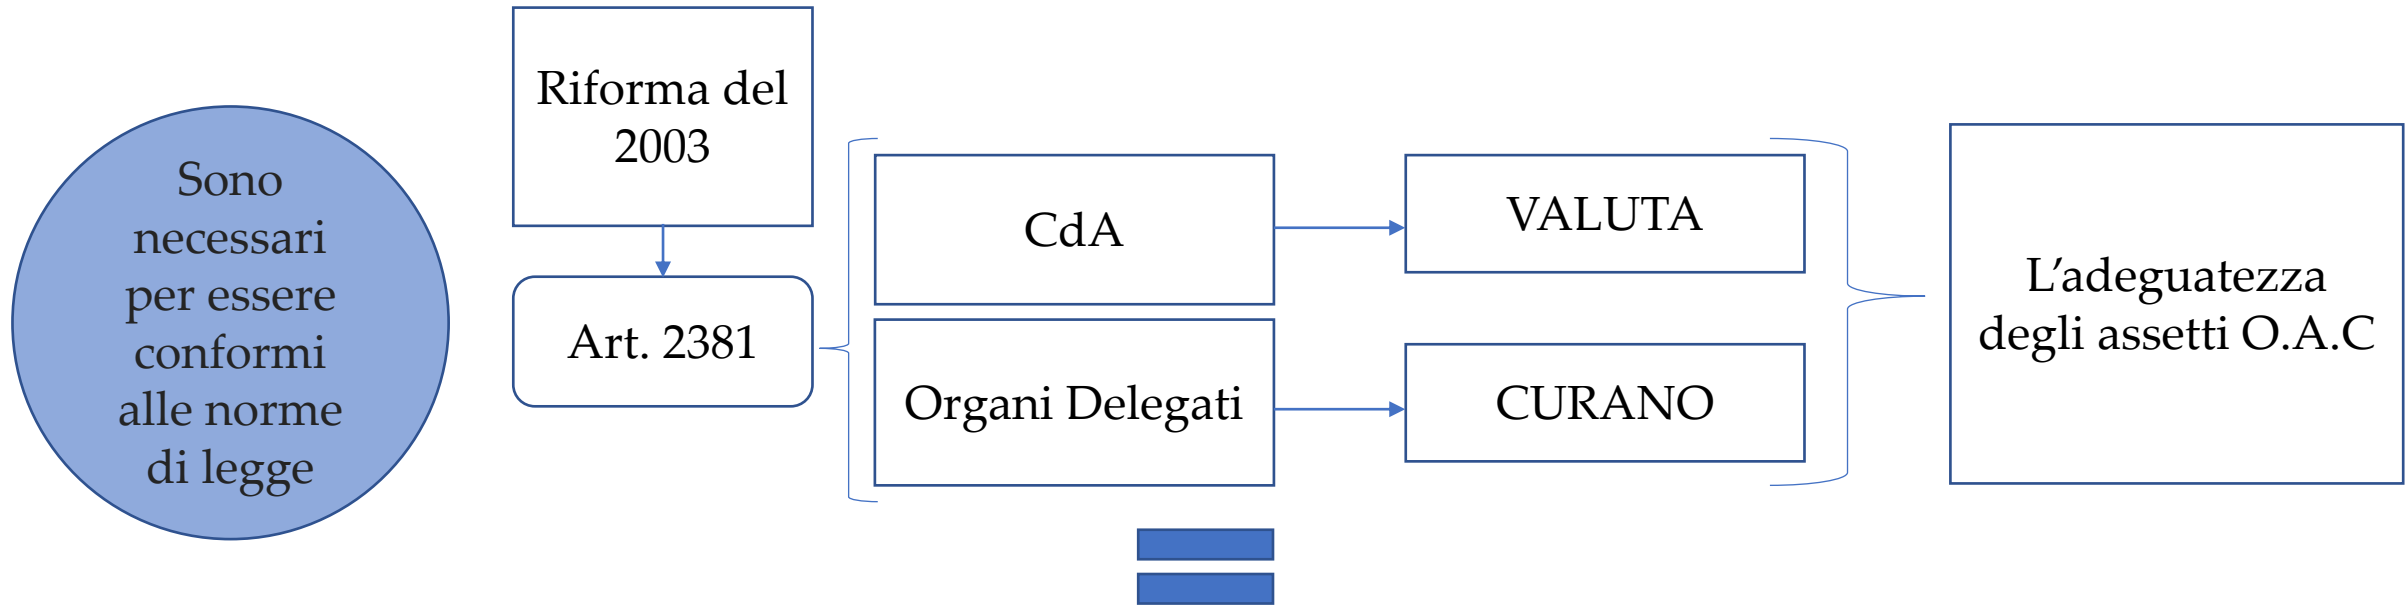 Sono
necessari
per essere
conformi
alle norme
di legge
Riforma del
2003
Art. 2381
CdA
VALUTA
Organi Delegati
CURANO
L’adeguatezza
degli assetti O.A.C